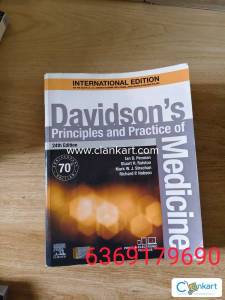 INTERNATIONAL EDITION
Davidson's
Principles and Practice of
Medicine
24th Edition
www.clankart.com
Ian D. Penman
Stuart H. Ralston
Mark W. J. Strachan
Richard P. Hobson
70
ELSEVIER
6369179690
Clankart